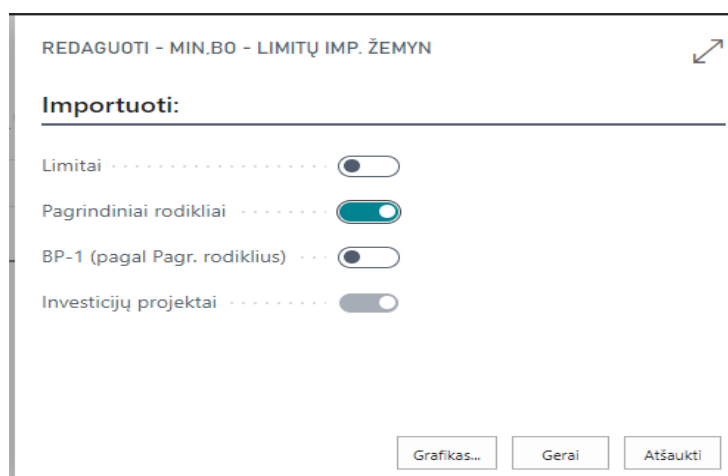 REDAGUOTI - MIN,BO - LIMITŲ IMP. ŽEMYN
Importuoti:
Limitai
Pagrindiniai rodikliai
BP-1 (pagal Pagr. rodiklius)
Investicijų projektai
Grafikas... Gerai Atšaukti